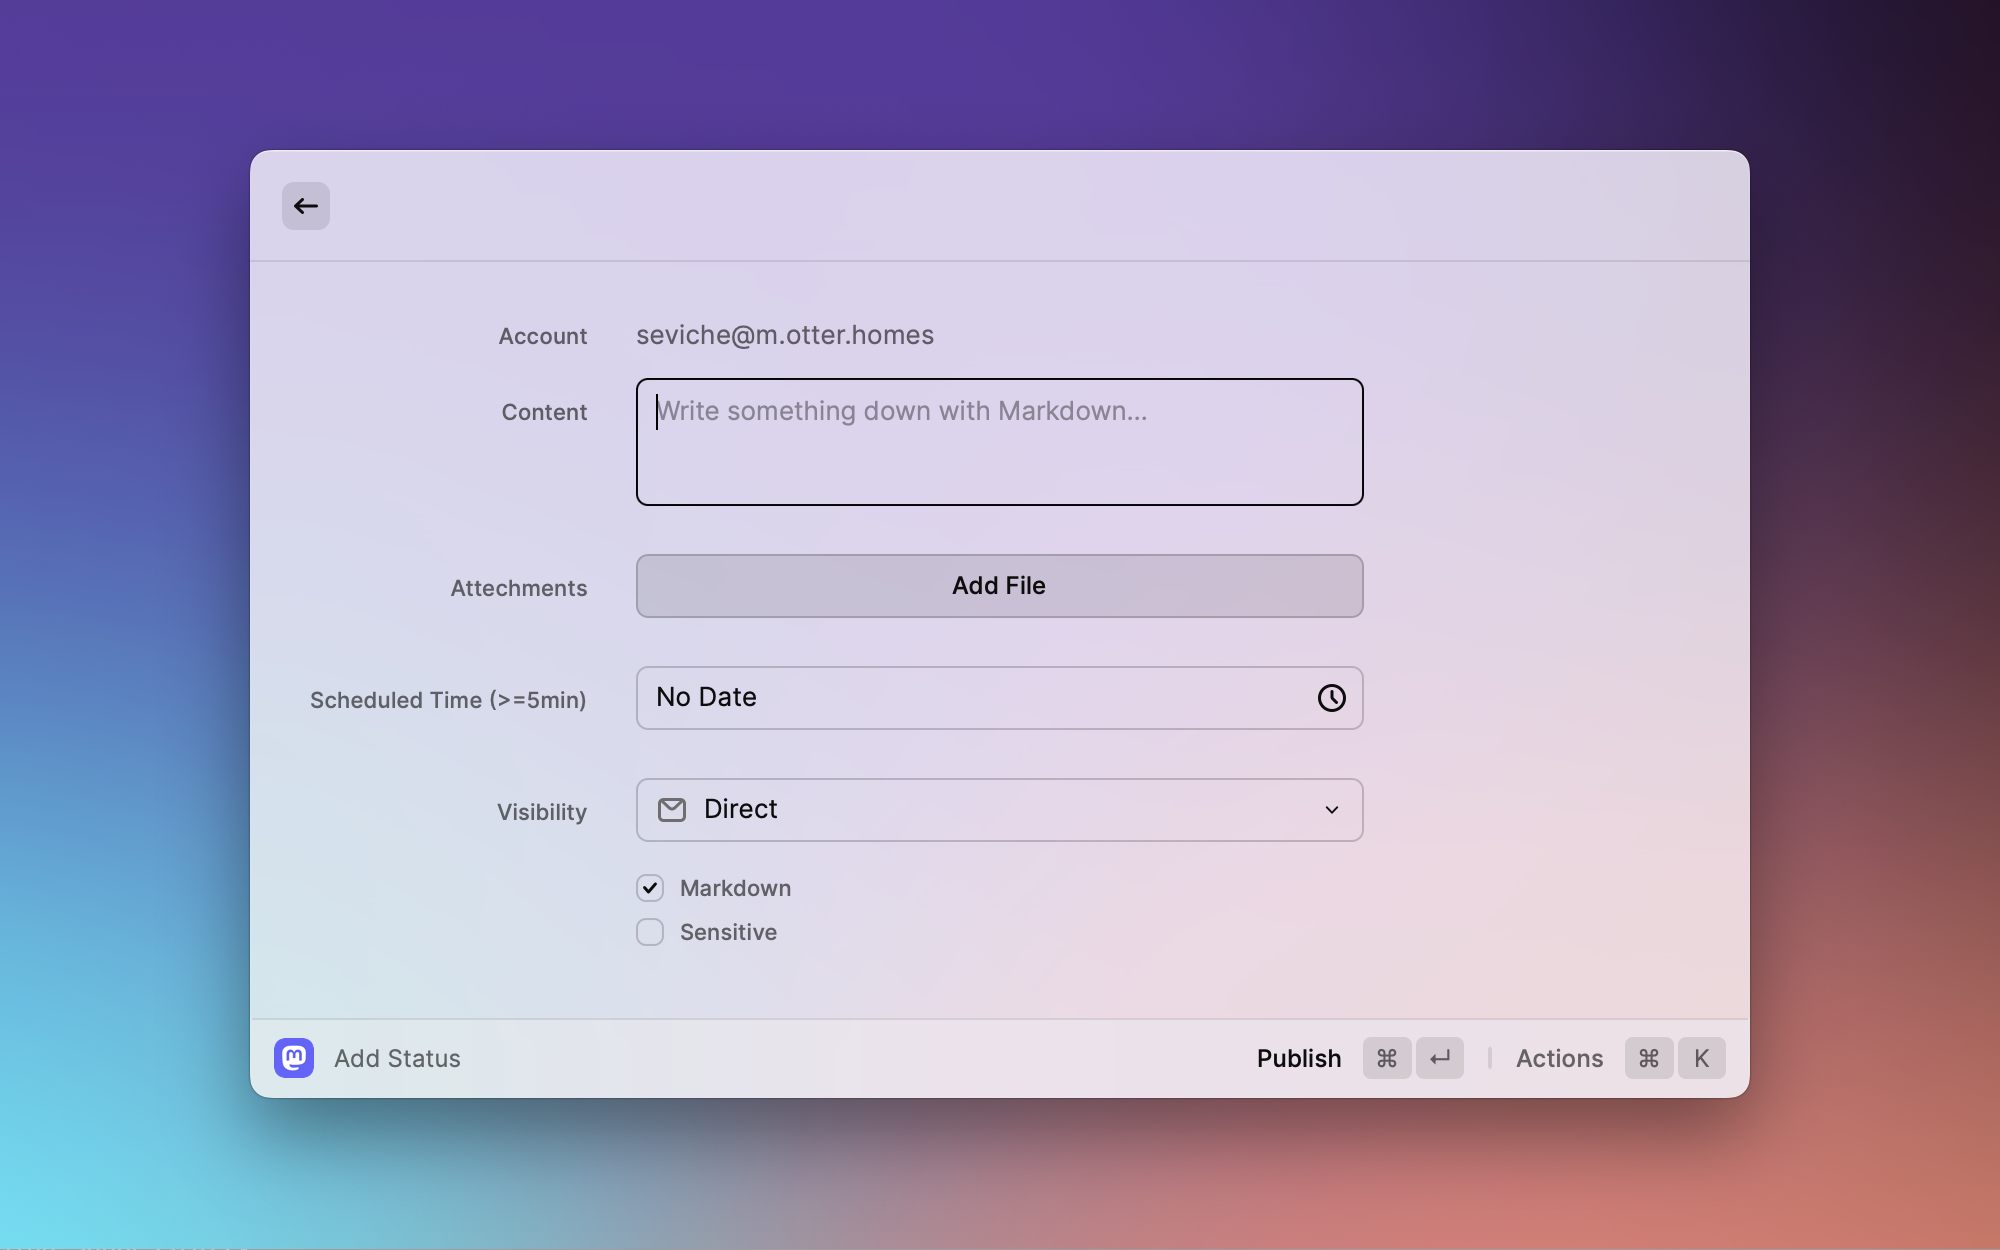 Account seviche@m.otter.homes
Content Write something down with Markdown...
Attechments Add File
Scheduled Time (>=5min) No Date
Visibility Direct
Markdown
Sensitive
Add Status Publish ⌘ ↵ Actions ⌘ K